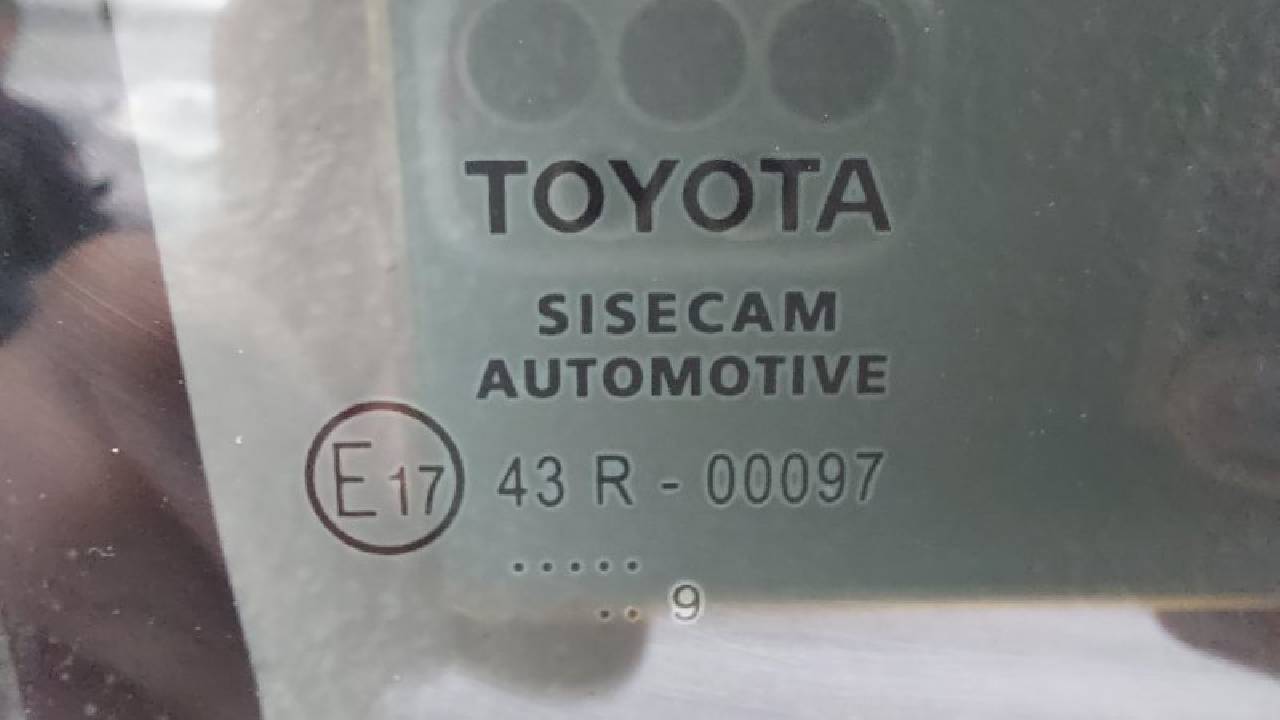 TOYOTA
SISECAM
AUTOMOTIVE
E17 43 R - 00097
.....
.. 9